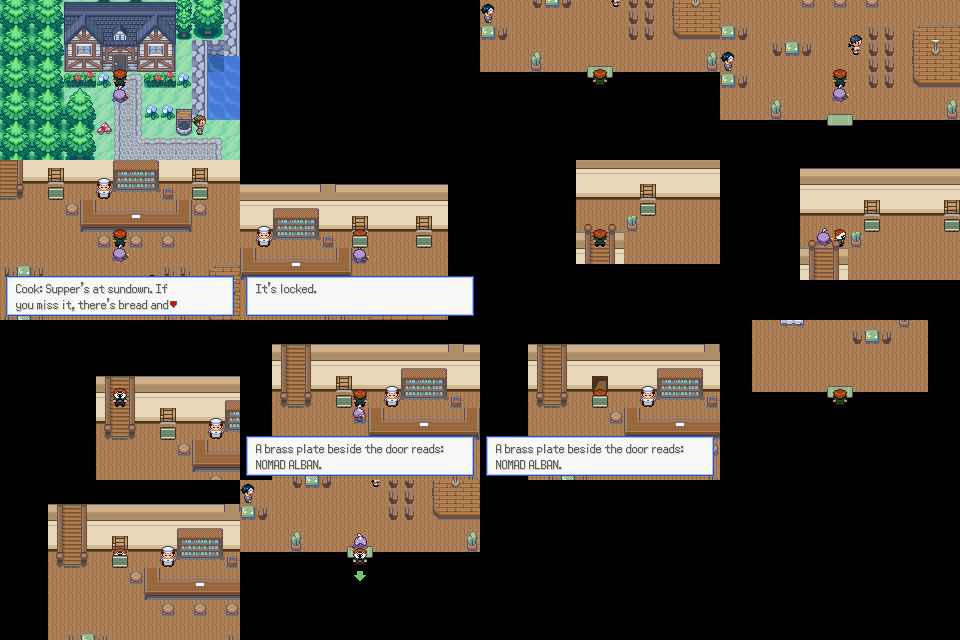 Cook: Supper's at sundown. If
you miss it, there's bread and
It's locked.
A brass plate beside the door reads:
NOMAD ALBAN.
A brass plate beside the door reads:
NOMAD ALBAN.